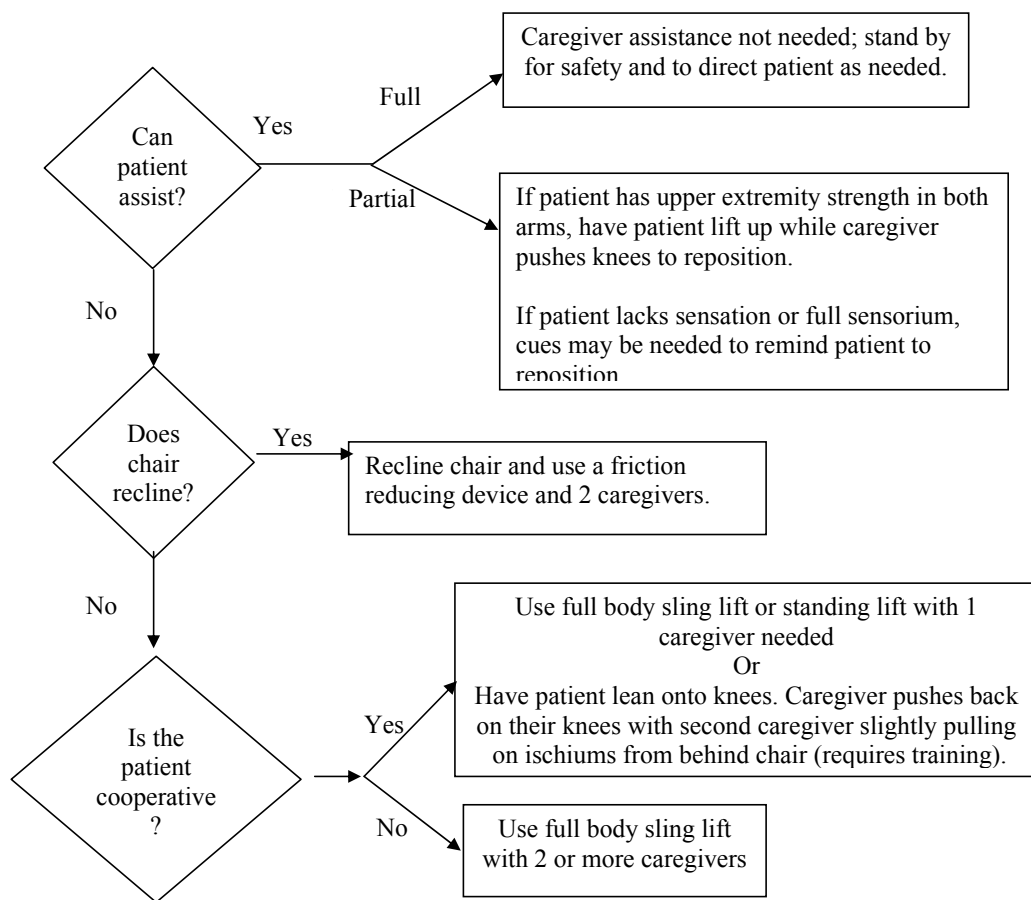 Caregiver assistance not needed; stand by
for safety and to direct patient as needed.
Full
Yes
Can
patient
assist?
Partial
If patient has upper extremity strength in both
arms, have patient lift up while caregiver
pushes knees to reposition.
If patient lacks sensation or full sensorium,
cues may be needed to remind patient to
reposition
No
Does
chair
recline?
Yes
Recline chair and use a friction
reducing device and 2 caregivers.
No
Use full body sling lift or standing lift with 1
caregiver needed
Or
Have patient lean onto knees. Caregiver pushes back
on their knees with second caregiver slightly pulling
on ischiums from behind chair (requires training).
Is the
patient
cooperative
?
Yes
No
Use full body sling lift
with 2 or more caregivers